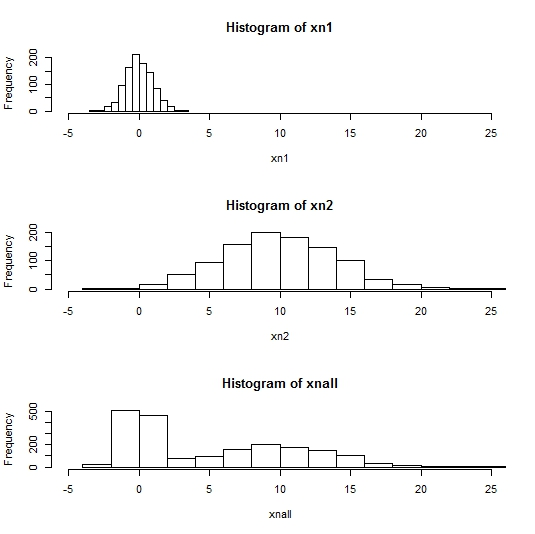 Histogram of xn1
Frequency
0 100 200
-5 0 5 10 15 20 25
xn1
Histogram of xn2
Frequency
0 100 200
-5 0 5 10 15 20 25
xn2
Histogram of xnall
Frequency
0 200 500
-5 0 5 10 15 20 25
xnall